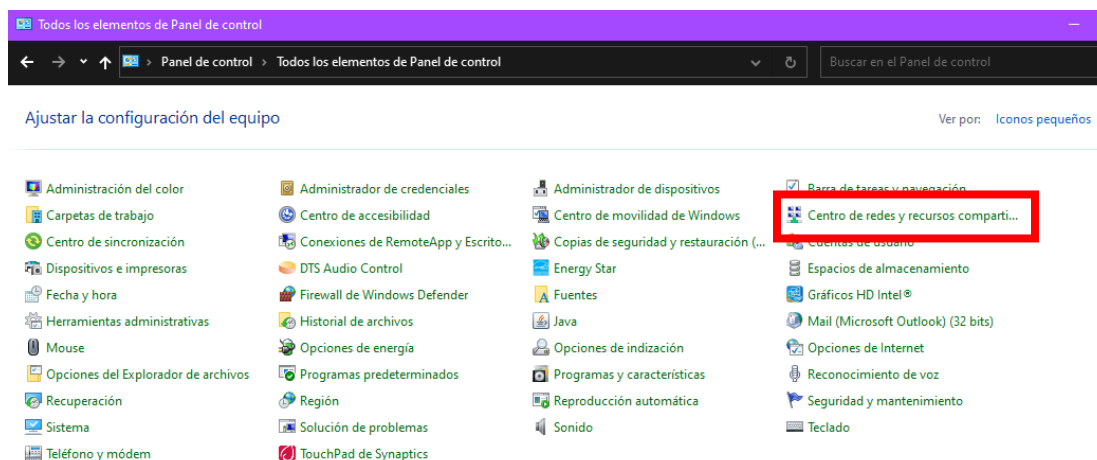 Todos los elementos de Panel de control
Panel de control › Todos los elementos de Panel de control
Buscar en el Panel de control
Ajustar la configuración del equipo
Ver por: Iconos pequeños
Administración del color
Administrador de credenciales
Administrador de dispositivos
Barra de tareas y navegación
Carpetas de trabajo
Centro de accesibilidad
Centro de movilidad de Windows
Centro de redes y recursos comparti...
Centro de sincronización
Conexiones de RemoteApp y Escrito...
Copias de seguridad y restauración (...
Cuentas de usuario
Dispositivos e impresoras
DTS Audio Control
Energy Star
Espacios de almacenamiento
Fecha y hora
Firewall de Windows Defender
Fuentes
Gráficos HD Intel®
Herramientas administrativas
Historial de archivos
Java
Mail (Microsoft Outlook) (32 bits)
Mouse
Opciones de energía
Opciones de indización
Opciones de Internet
Opciones del Explorador de archivos
Programas predeterminados
Programas y características
Reconocimiento de voz
Recuperación
Región
Reproducción automática
Seguridad y mantenimiento
Sistema
Solución de problemas
Sonido
Teclado
Teléfono y módem
TouchPad de Synaptics